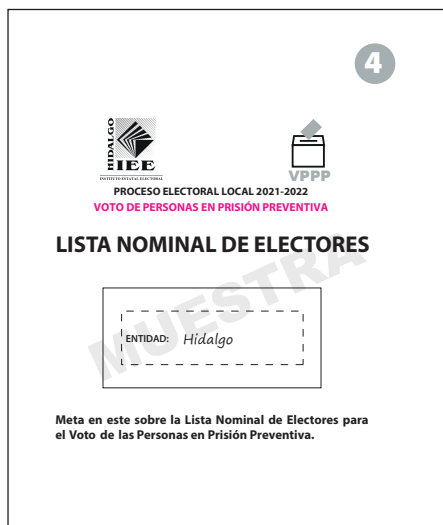 4
HIDALGO
IEE
INSTITUTO ESTATAL ELECTORAL
VPPP
PROCESO ELECTORAL LOCAL 2021-2022
VOTO DE PERSONAS EN PRISIÓN PREVENTIVA
LISTA NOMINAL DE ELECTORES
MUESTRA
ENTIDAD: Hidalgo
Meta en este sobre la Lista Nominal de Electores para
el Voto de las Personas en Prisión Preventiva.